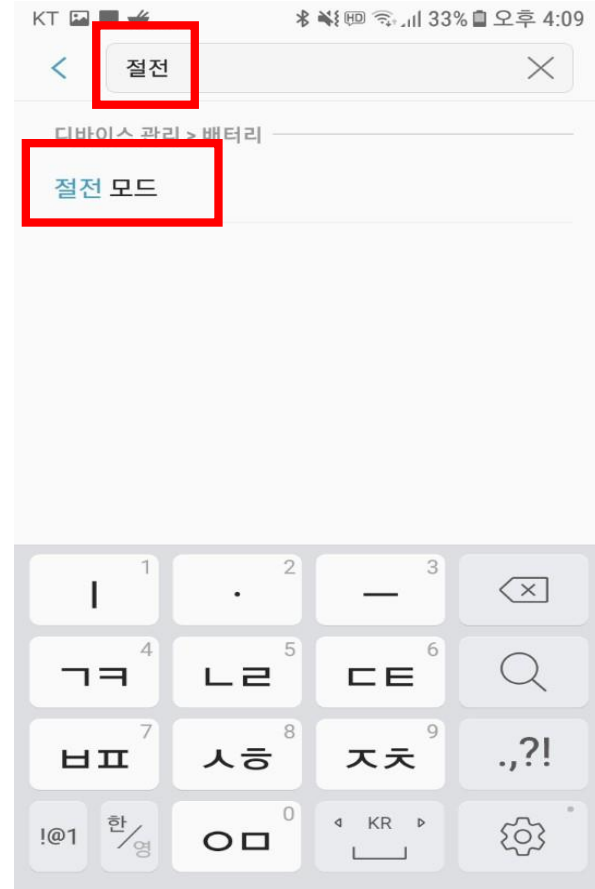 KT HD 33% 오후 4:09
절전
디바이스 관리 > 배터리
절전 모드
ㅣ 1 · 2 ㅡ 3
ㄱㅋ 4 ㄴㄹ 5 ㄷㅌ 6
ㅂㅍ 7 ㅅㅎ 8 ㅈㅊ 9 .,?!
!@1 한/영 ㅇㅁ 0 KR